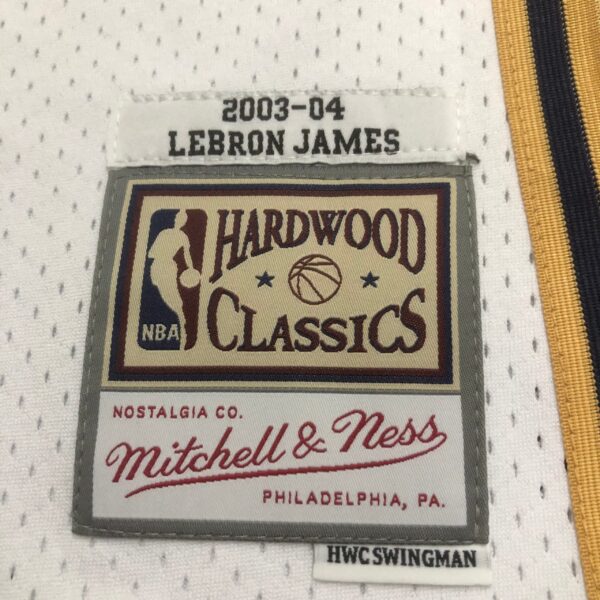 2003-04
LEBRON JAMES
HARDWOOD
CLASSICS
NBA
NOSTALGIA CO.
Mitchell & Ness
PHILADELPHIA, PA.
HWC SWINGMAN